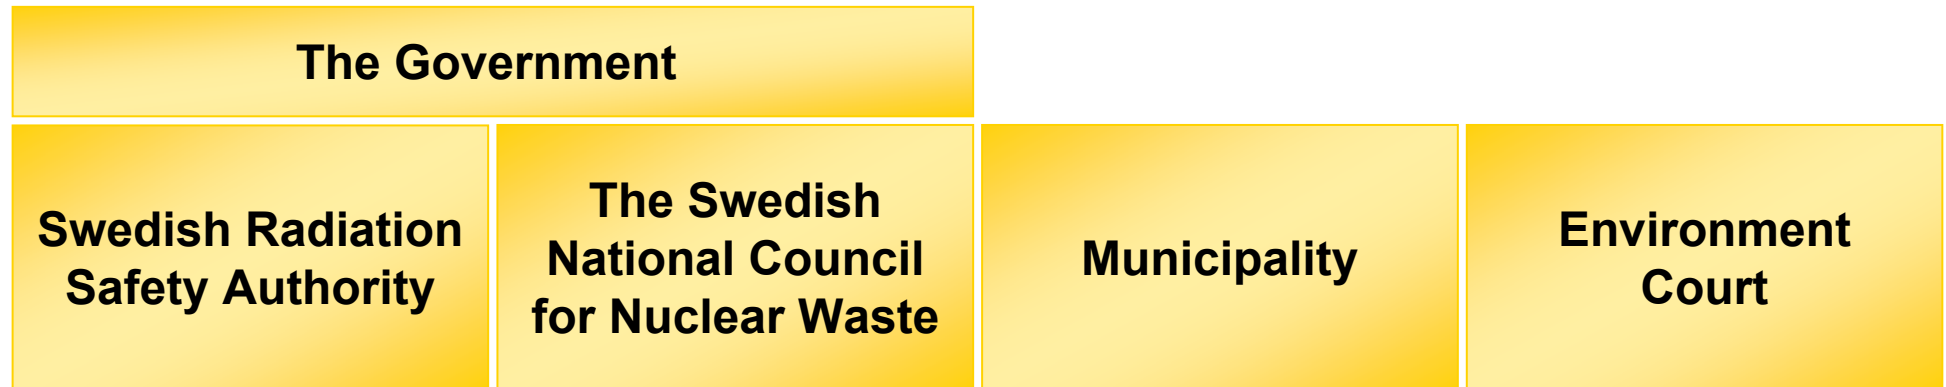 The Government
Swedish Radiation
Safety Authority
The Swedish
National Council
for Nuclear Waste
Municipality
Environment
Court